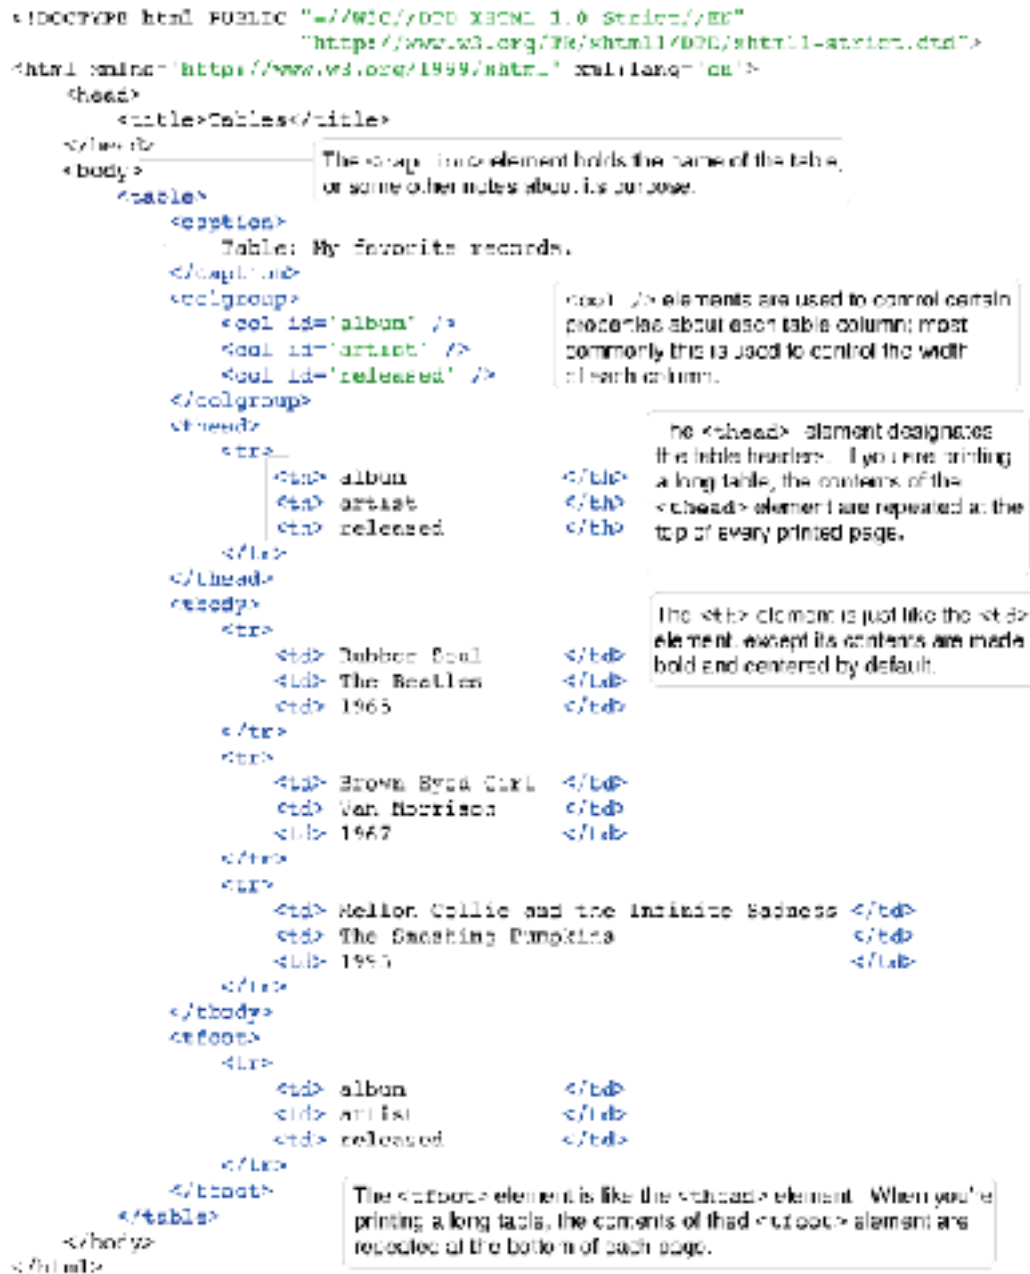 <!DOCTYPE html PUBLIC "-//W3C//DTD XHTML 1.0 Strict//EN"
"http://www.w3.org/TR/xhtml1/DTD/xhtml1-strict.dtd">
<html xmlns="http://www.w3.org/1999/xhtml" xml:lang="en">
<head>
<title>Tables</title>
</head>
<body>
The <caption> element holds the name of the table,
or some other notes about its purpose.
<table>
<caption>
Table: My favorite records.
</caption>
<colgroup>
<col id="album" />
<col id="artist" />
<col id="released" />
</colgroup>
<col /> elements are used to control certain
properties about each table column; most
commonly this is used to control the width
of each column.
<thead>
<tr>
<th> album </th>
<th> artist </th>
<th> released </th>
</tr>
</thead>
The <thead> element designates
the table headers. If you are printing
a long table, the contents of the
<thead> element are repeated at the
top of every printed page.
<tbody>
<tr>
<td> Rubber Soul </td>
<td> The Beatles </td>
<td> 1965 </td>
</tr>
The <th> element is just like the <td>
element, except its contents are made
bold and centered by default.
<tr>
<td> Brown Eyed Girl </td>
<td> Van Morrison </td>
<td> 1967 </td>
</tr>
<tr>
<td> Mellon Collie and the Infinite Sadness </td>
<td> The Smashing Pumpkins </td>
<td> 1995 </td>
</tr>
</tbody>
<tfoot>
<tr>
<td> album </td>
<td> artist </td>
<td> released </td>
</tr>
</tfoot>
</table>
</body>
</html>
The <tfoot> element is like the <thead> element. When you're
printing a long table, the contents of thed <tfoot> element are
repeated at the bottom of each page.